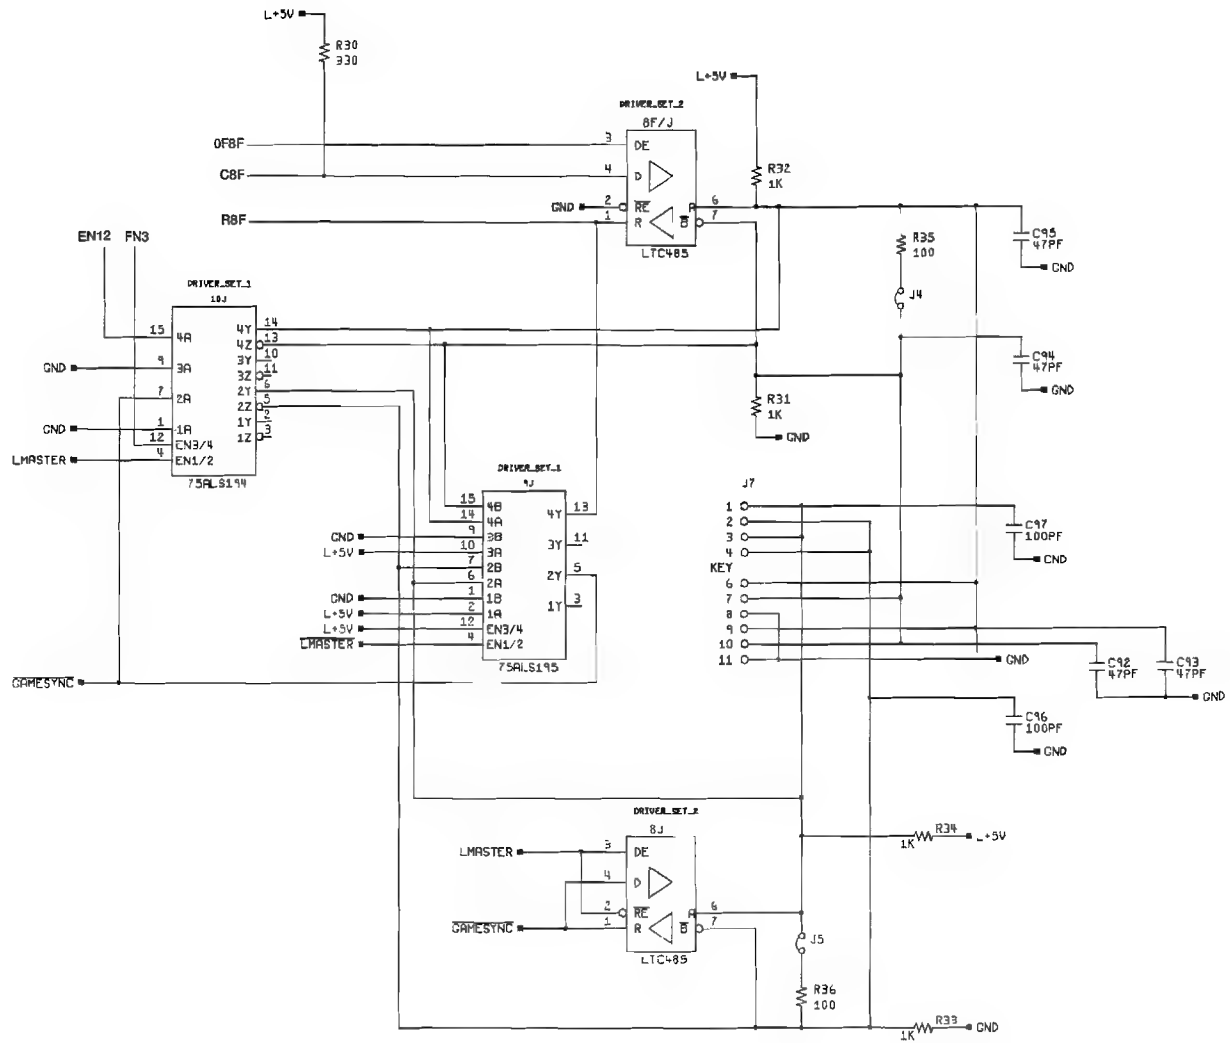 L+5V
R30
330
L+5V
DRIVER_SET_2
8F/J
OF8F
3
DE
C8F
4
D
R32
1K
GND
2
RE
A
6
R8F
1
R
B
7
LTC485
R35
100
C95
47PF
GND
J4
EN12
FN3
DRIVER_SET_1
10J
15
4A
4Y
14
4Z
13
GND
9
3A
3Y
10
3Z
11
7
2A
2Y
6
2Z
5
GND
1
1A
1Y
2
12
EN3/4
1Z
3
LMASTER
4
EN1/2
75ALS194
C94
47PF
GND
R31
1K
GND
DRIVER_SET_1
9J
15
4B
4Y
13
14
4A
GND
9
3B
3Y
11
L+5V
10
3A
7
2B
2Y
5
6
2A
GND
1
1B
1Y
3
L+5V
2
1A
L+5V
12
EN3/4
LMASTER
4
EN1/2
75ALS195
J7
1
2
3
4
KEY
6
7
8
9
10
11
C97
100PF
GND
GND
C92
47PF
C93
47PF
GND
GAMESYNC
C96
100PF
GND
DRIVER_SET_2
8J
LMASTER
3
DE
4
D
2
RE
A
6
GAMESYNC
1
R
B
7
LTC485
R34
1K
L+5V
J5
R36
100
R33
1K
GND